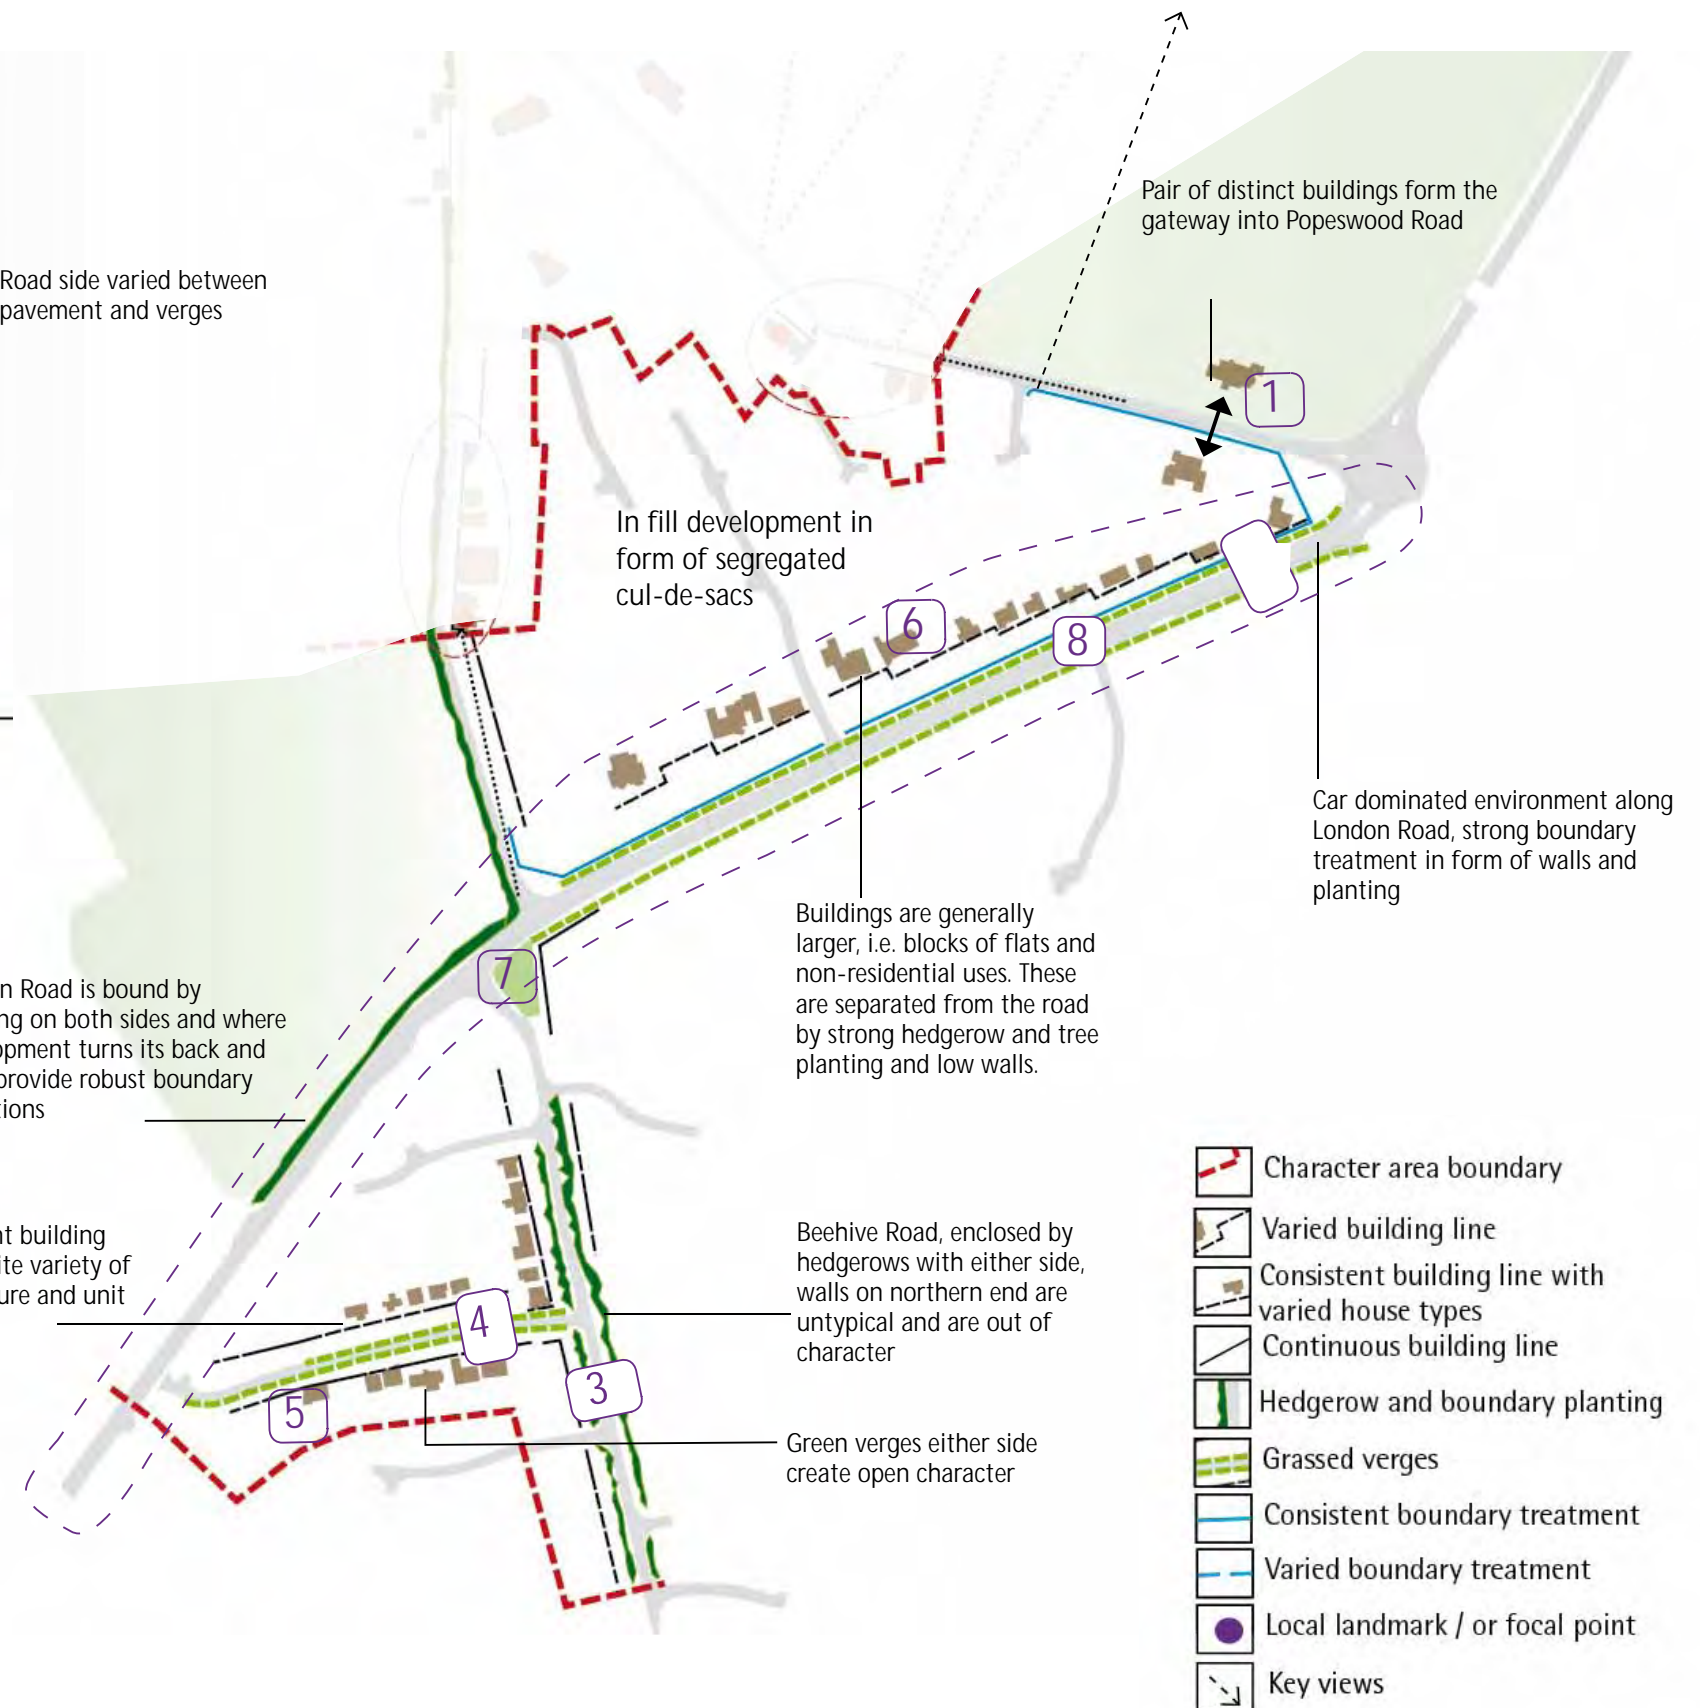 Pair of distinct buildings form the
gateway into Popeswood Road
Road side varied between
pavement and verges
1
In fill development in
form of segregated
cul-de-sacs
6
8
Car dominated environment along
London Road, strong boundary
treatment in form of walls and
planting
Buildings are generally
larger, i.e. blocks of flats and
non-residential uses. These
are separated from the road
by strong hedgerow and tree
planting and low walls.
7
n Road is bound by
ng on both sides and where
opment turns its back and
provide robust boundary
tions
nt building
ite variety of
ure and unit
Beehive Road, enclosed by
hedgerows with either side,
walls on northern end are
untypical and are out of
character
4
3
5
Green verges either side
create open character
Character area boundary
Varied building line
Consistent building line with
varied house types
Continuous building line
Hedgerow and boundary planting
Grassed verges
Consistent boundary treatment
Varied boundary treatment
Local landmark / or focal point
Key views